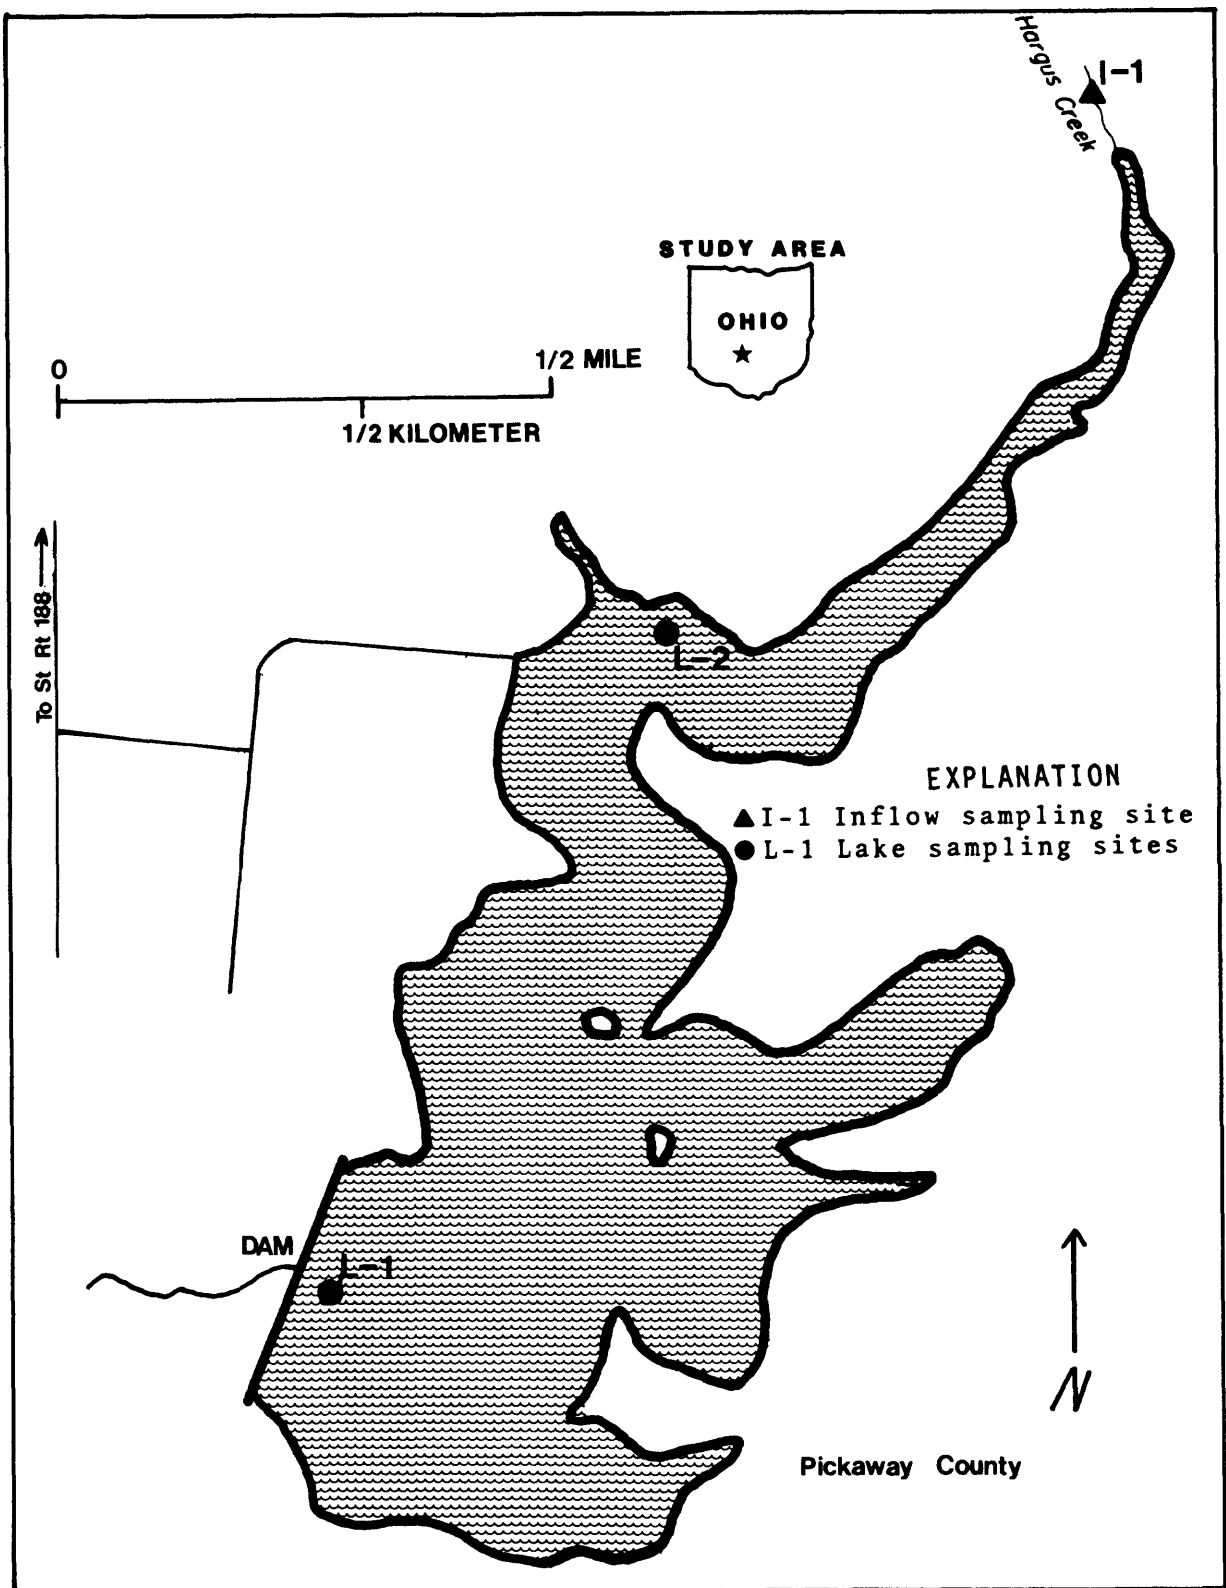 Hargus Creek
I-1
STUDY AREA
OHIO
0
1/2 MILE
1/2 KILOMETER
To St Rt 188
L-2
EXPLANATION
I-1 Inflow sampling site
L-1 Lake sampling sites
DAM
L-1
N
Pickaway County